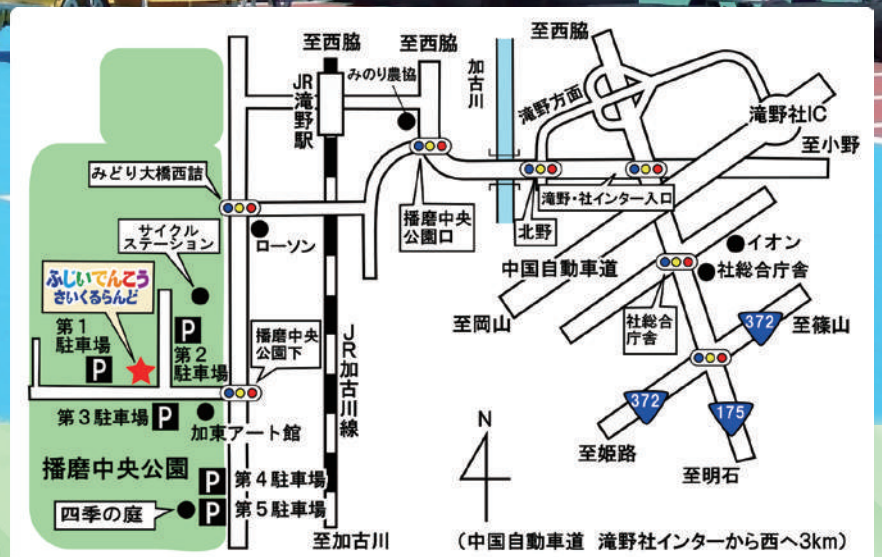 至西脇
至西脇
至西脇
JR滝野駅
みのり農協
加古川
滝野方面
滝野社IC
至小野
みどり大橋西詰
サイクル
ステーション
ローソン
播磨中央
公園口
北野
滝野・社インター入口
イオン
社総合庁舎
中国自動車道
ふじいでんこう
さいくるらんど
至岡山
社総合
庁舎
372
至篠山
第1
駐車場
P
P
第2
駐車場
播磨中央
公園下
JR加古川線
第3駐車場
P
加東アート館
372
175
N
至姫路
至明石
播磨中央公園
P
第4駐車場
四季の庭
P
第5駐車場
至加古川
(中国自動車道 滝野社インターから西へ3km)